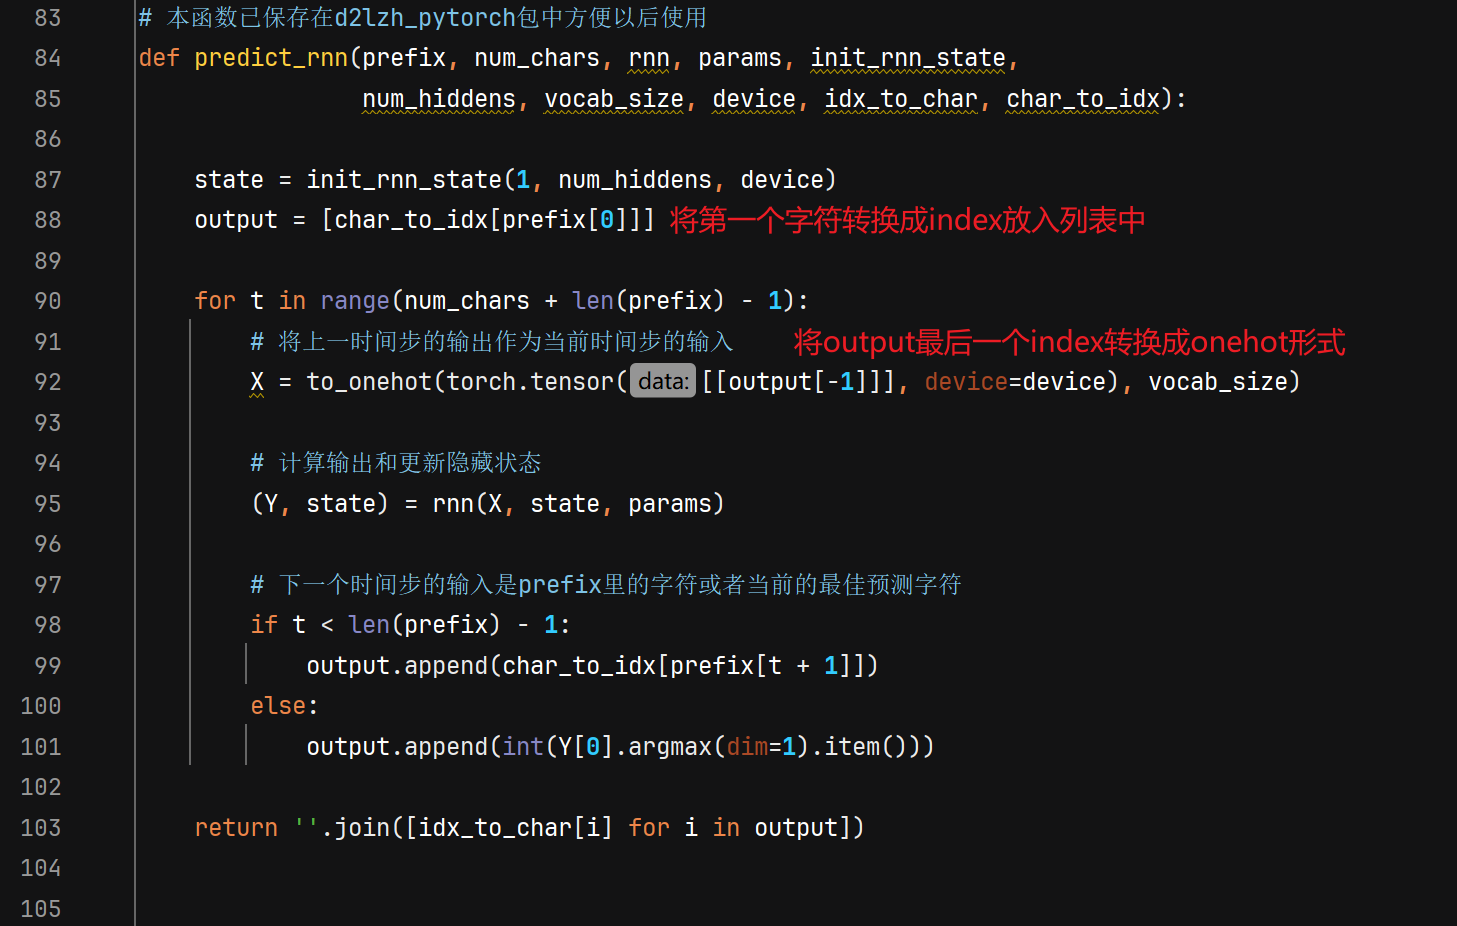 83 # 本函数已保存在d2lzh_pytorch包中方便以后使用
84 def predict_rnn(prefix, num_chars, rnn, params, init_rnn_state,
85 num_hiddens, vocab_size, device, idx_to_char, char_to_idx):
86
87 state = init_rnn_state(1, num_hiddens, device)
88 output = [char_to_idx[prefix[0]]] 将第一个字符转换成index放入列表中
89
90 for t in range(num_chars + len(prefix) - 1):
91 # 将上一时间步的输出作为当前时间步的输入 将output最后一个index转换成onehot形式
92 X = to_onehot(torch.tensor( data: [[output[-1]]], device=device), vocab_size)
93
94 # 计算输出和更新隐藏状态
95 (Y, state) = rnn(X, state, params)
96
97 # 下一个时间步的输入是prefix里的字符或者当前的最佳预测字符
98 if t < len(prefix) - 1:
99 output.append(char_to_idx[prefix[t + 1]])
100 else:
101 output.append(int(Y[0].argmax(dim=1).item()))
102
103 return ''.join([idx_to_char[i] for i in output])
104
105